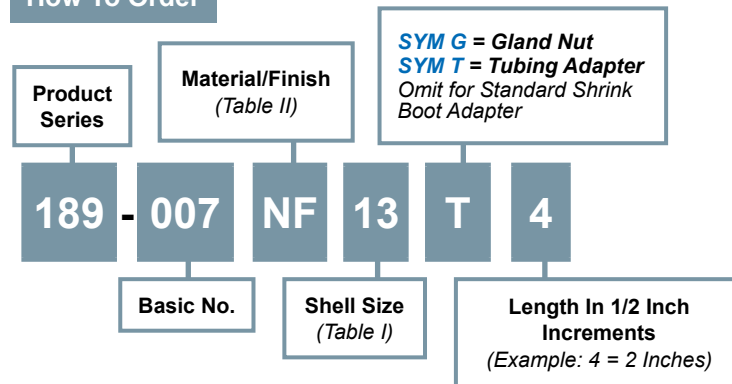 How To Order
SYM G = Gland Nut
SYM T = Tubing Adapter
Omit for Standard Shrink
Boot Adapter
Material/Finish
(Table II)
Product
Series
189 - 007 NF 13 T 4
Basic No.
Shell Size
(Table I)
Length In 1/2 Inch
Increments
(Example: 4 = 2 Inches)